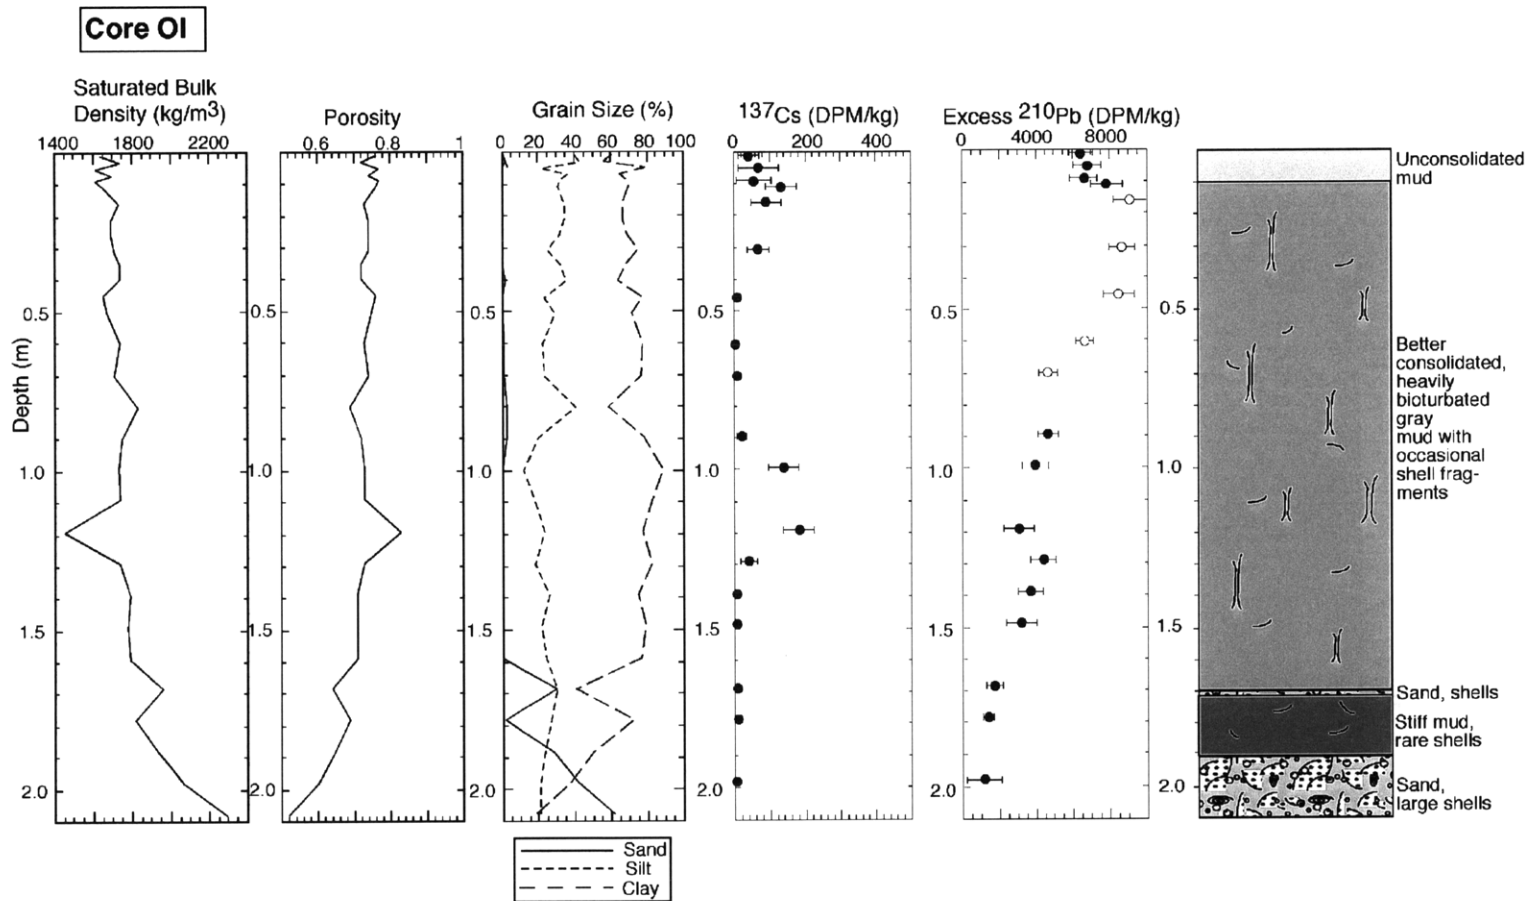 Core OI
Saturated Bulk
Density (kg/m3)
1400 1800 2200
Porosity
0.6 0.8 1
Grain Size (%)
0 20 40 60 80 100
137Cs (DPM/kg)
0 200 400
Excess 210Pb (DPM/kg)
0 4000 8000
Depth (m)
0.5
1.0
1.5
2.0
0.5
1.0
1.5
2.0
0.5
1.0
1.5
2.0
0.5
1.0
1.5
2.0
0.5
1.0
1.5
2.0
0.5
1.0
1.5
2.0
Unconsolidated
mud
Better
consolidated,
heavily
bioturbated
gray
mud with
occasional
shell frag-
ments
Sand, shells
Stiff mud,
rare shells
Sand,
large shells
Sand
Silt
Clay